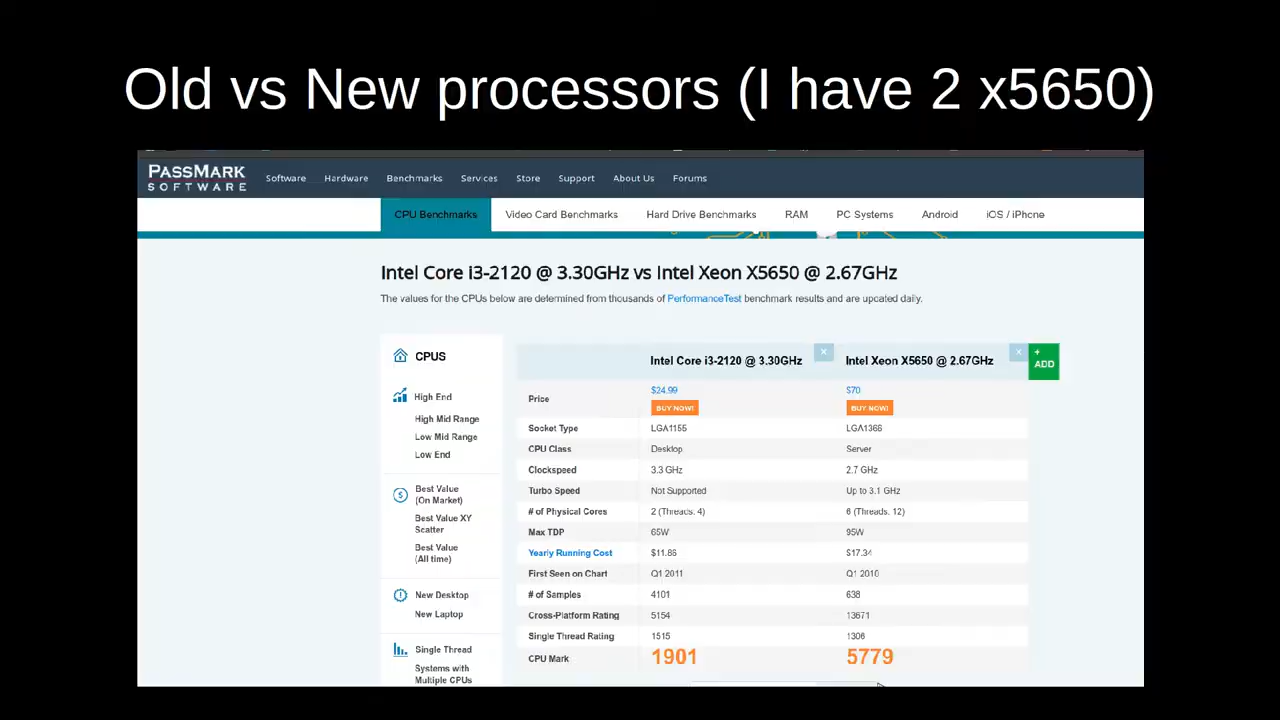 Old vs New processors (I have 2 x5650)
PASSMARK
SOFTWARE
Software Hardware Benchmarks Services Store Support About Us Forums
CPU Benchmarks Video Card Benchmarks Hard Drive Benchmarks RAM PC Systems Android iOS / iPhone
Intel Core i3-2120 @ 3.30GHz vs Intel Xeon X5650 @ 2.67GHz
The values for the CPUs below are determined from thousands of PerformanceTest benchmark results and are updated daily.
CPUS
High End
High Mid Range
Low Mid Range
Low End
Best Value
(On Market)
Best Value XY
Scatter
Best Value
(All time)
New Desktop
New Laptop
Single Thread
Systems with
Multiple CPUs
Intel Core i3-2120 @ 3.30GHz x Intel Xeon X5650 @ 2.67GHz x + ADD
Price $24.99 BUY NOW! $70 BUY NOW!
Socket Type LGA1155 LGA1366
CPU Class Desktop Server
Clockspeed 3.3 GHz 2.7 GHz
Turbo Speed Not Supported Up to 3.1 GHz
# of Physical Cores 2 (Threads: 4) 6 (Threads: 12)
Max TDP 65W 95W
Yearly Running Cost $11.86 $17.34
First Seen on Chart Q1 2011 Q1 2010
# of Samples 4101 638
Cross-Platform Rating 5154 13671
Single Thread Rating 1515 1306
CPU Mark 1901 5779